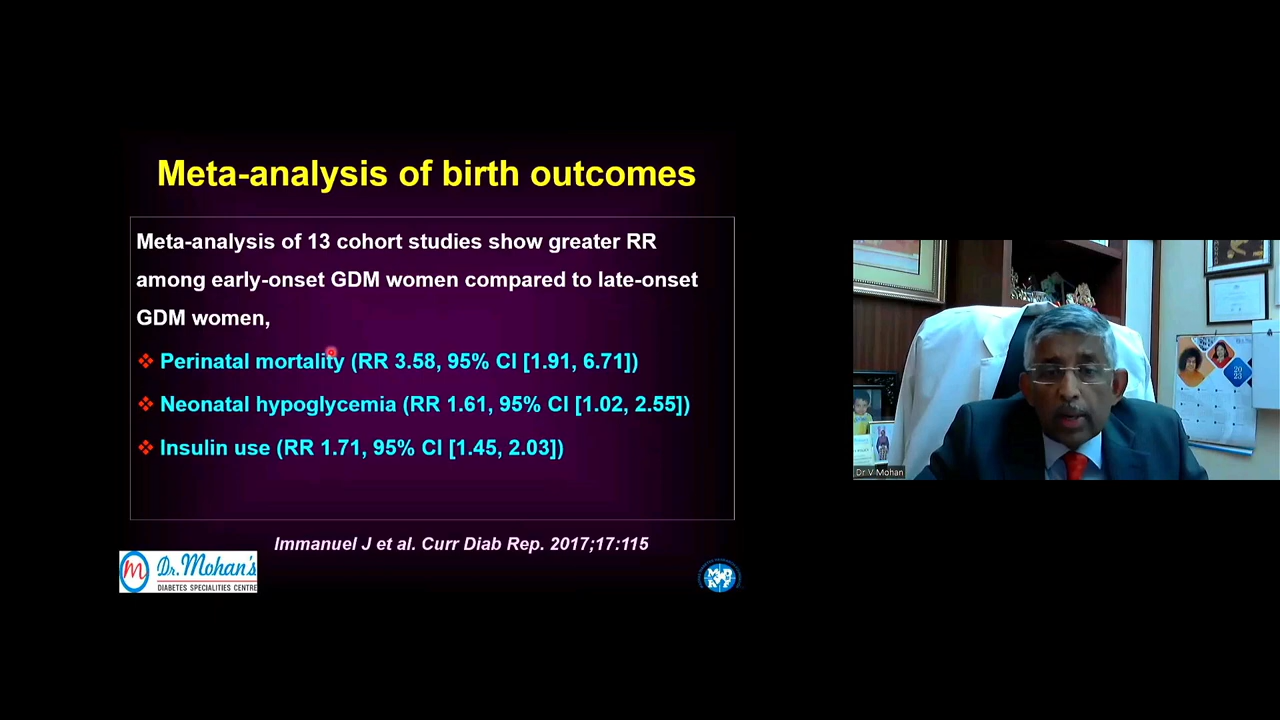 Meta-analysis of birth outcomes
Meta-analysis of 13 cohort studies show greater RR
among early-onset GDM women compared to late-onset
GDM women,
❖ Perinatal mortality (RR 3.58, 95% CI [1.91, 6.71])
❖ Neonatal hypoglycemia (RR 1.61, 95% CI [1.02, 2.55])
❖ Insulin use (RR 1.71, 95% CI [1.45, 2.03])
Immanuel J et al. Curr Diab Rep. 2017;17:115
m Dr.Mohan's
DIABETES SPECIALITIES CENTRE
Dr V Mohan